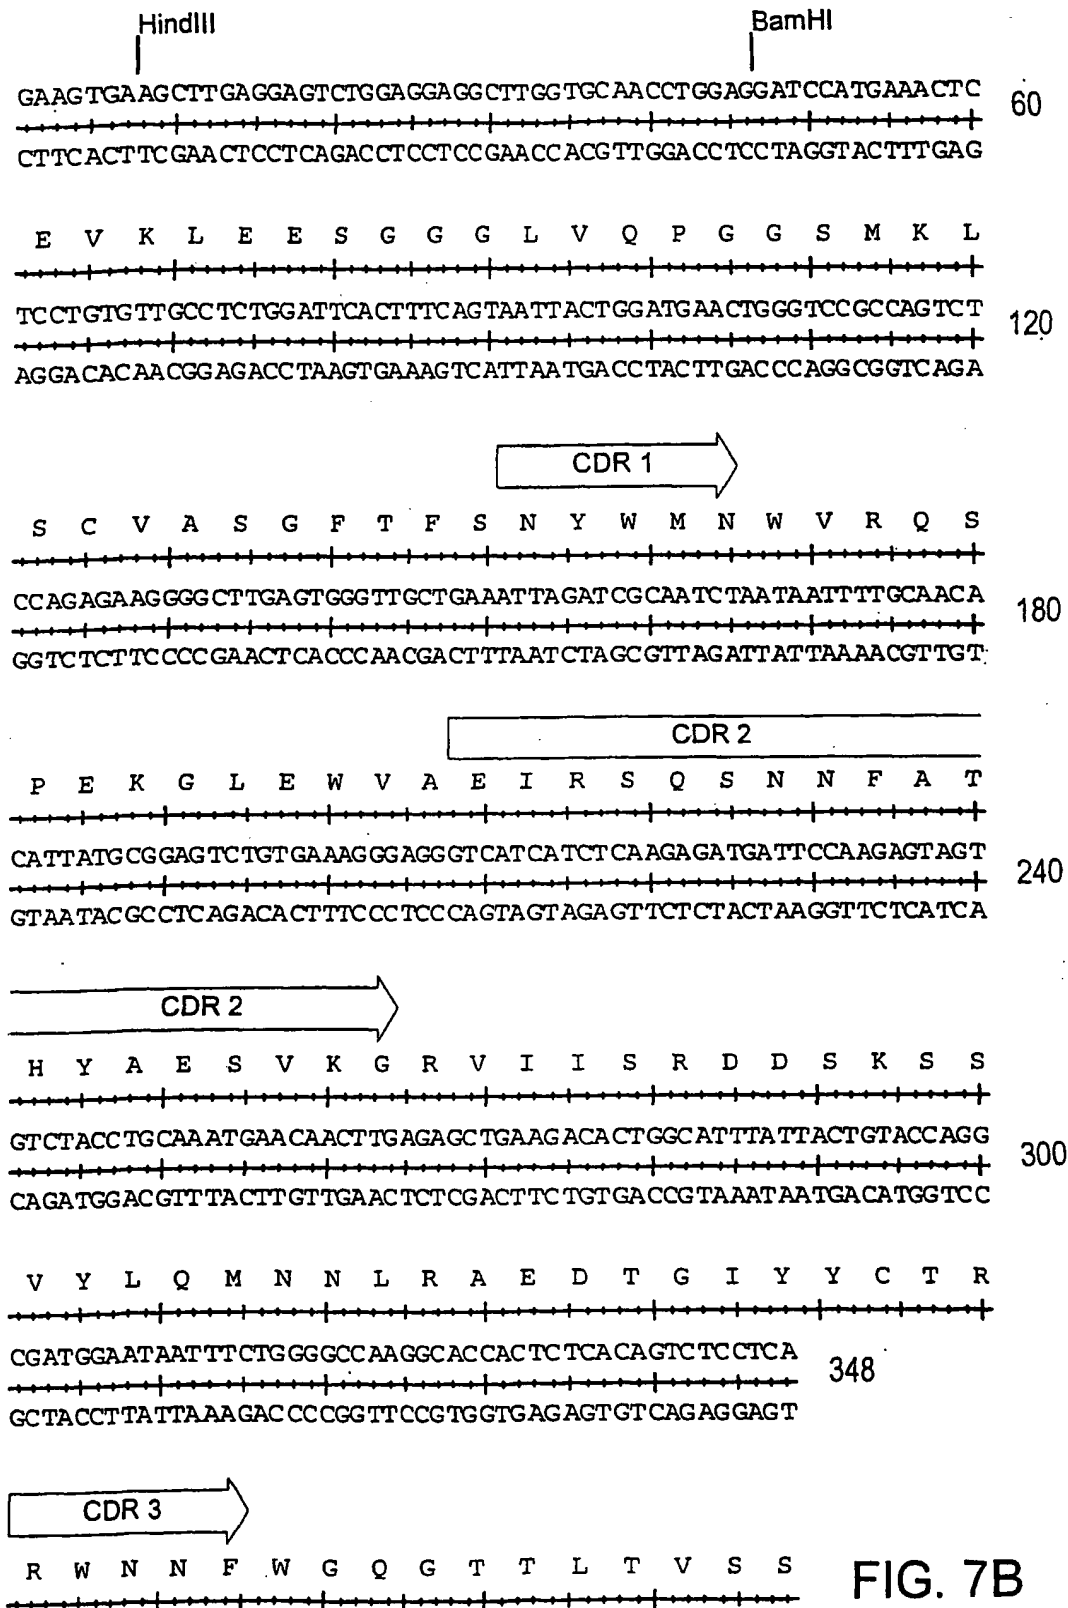 HindIII BamHI
GAAGTGAAGCTTGAGGAGTCTGGAGGAGGCTTGGTGCAACCTGGAGGATCCATGAAACTC 60
CTTCACTTCGAACTCCTCAGACCTCCTCCGAACCACGTTGGACCTCCTAGGTACTTTGAG
E V K L E E S G G G L V Q P G G S M K L
TCCTGTGTTGCCTCTGGATTCACTTTCAGTAATTACTGGATGAACTGGGTCCGCCAGTCT 120
AGGACACAACGGAGACCTAAGTGAAAGTCATTAATGACCTACTTGACCCAGGCGGTCAGA
CDR 1
S C V A S G F T F S N Y W M N W V R Q S
CCAGAGAAGGGGCTTGAGTGGGTTGCTGAAATTAGATCGCAATCTAATAATTTTGCAACA 180
GGTCTCTTCCCCGAACTCACCCAACGACTTTAATCTAGCGTTAGATTATTAAAACGTTGT
CDR 2
P E K G L E W V A E I R S Q S N N F A T
CATTATGCGGAGTCTGTGAAAGGGAGGGTCATCATCTCAAGAGATGATTCCAAGAGTAGT 240
GTAATACGCCTCAGACACTTTCCCTCCCAGTAGTAGAGTTCTCTACTAAGGTTCTCATCA
CDR 2
H Y A E S V K G R V I I S R D D S K S S
GTCTACCTGCAAATGAACAACTTGAGAGCTGAAGACACTGGCATTTATTACTGTACCAGG 300
CAGATGGACGTTTACTTGTTGAACTCTCGACTTCTGTGACCGTAAATAATGACATGGTCC
V Y L Q M N N L R A E D T G I Y Y C T R
CGATGGAATAATTTCTGGGGCCAAGGCACCACTCTCACAGTCTCCTCA 348
GCTACCTTATTAAAGACCCCGGTTCCGTGGTGAGAGTGTCAGAGGAGT
CDR 3
R W N N F W G Q G T T L T V S S
FIG. 7B